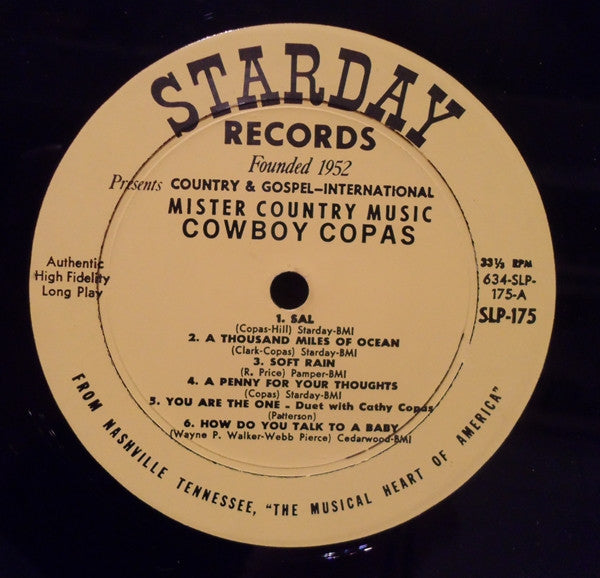 STARDAY
RECORDS
Founded 1952
Presents COUNTRY & GOSPEL–INTERNATIONAL
MISTER COUNTRY MUSIC
COWBOY COPAS
Authentic
High Fidelity
Long Play
33⅓ RPM
634-SLP-
175-A
SLP-175
1. SAL
(Copas-Hill) Starday-BMI
2. A THOUSAND MILES OF OCEAN
(Clark-Copas) Starday-BMI
3. SOFT RAIN
(R. Price) Pamper-BMI
4. A PENNY FOR YOUR THOUGHTS
(Copas) Starday-BMI
5. YOU ARE THE ONE - Duet with Cathy Copas
(Patterson)
6. HOW DO YOU TALK TO A BABY
(Wayne P. Walker-Webb Pierce) Cedarwood-BMI
FROM NASHVILLE TENNESSEE, "THE MUSICAL HEART OF AMERICA"